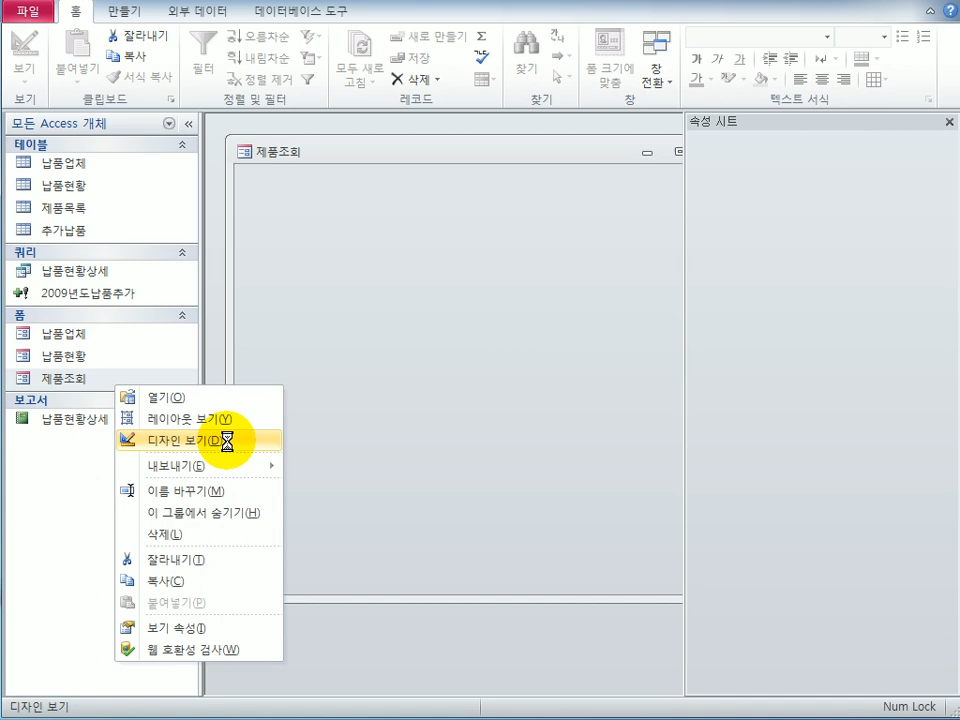 파일 홈 만들기 외부 데이터 데이터베이스 도구
보기
보기
붙여넣기
잘라내기
복사
서식 복사
클립보드
필터
오름차순
내림차순
정렬 제거
정렬 및 필터
모두 새로
고침
새로 만들기
저장
삭제
레코드
찾기
찾기
폼 크기에
맞춤
창
전환
창
가 가 가
가
텍스트 서식
모든 Access 개체
테이블
납품업체
납품현황
제품목록
추가납품
쿼리
납품현황상세
2009년도납품추가
폼
납품업체
납품현황
제품조회
보고서
납품현황상세
제품조회
속성 시트
열기(O)
레이아웃 보기(Y)
디자인 보기(D)
내보내기(E)
이름 바꾸기(M)
이 그룹에서 숨기기(H)
삭제(L)
잘라내기(T)
복사(C)
붙여넣기(P)
보기 속성(I)
웹 호환성 검사(W)
디자인 보기
Num Lock